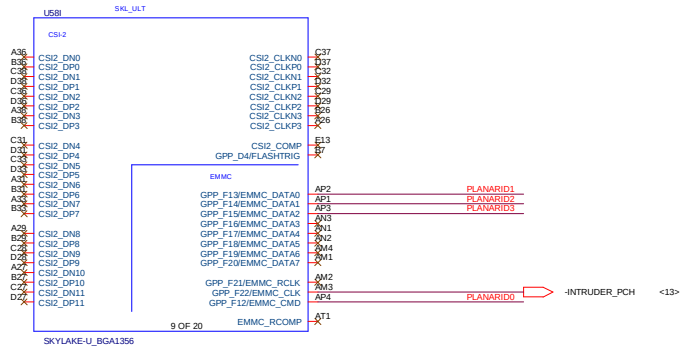 U58I
SKL_ULT
CSI-2
A36 CSI2_DN0 CSI2_CLKN0 C37
B36 CSI2_DP0 CSI2_CLKP0 D37
C38 CSI2_DN1 CSI2_CLKN1 C32
D38 CSI2_DP1 CSI2_CLKP1 D32
C36 CSI2_DN2 CSI2_CLKN2 C29
D36 CSI2_DP2 CSI2_CLKP2 D29
A38 CSI2_DN3 CSI2_CLKN3 B26
B38 CSI2_DP3 CSI2_CLKP3 A26
C31 CSI2_DN4 CSI2_COMP E13
D31 CSI2_DP4 GPP_D4/FLASHTRIG B7
C33 CSI2_DN5
D33 CSI2_DP5
A31 CSI2_DN6 EMMC
B31 CSI2_DP6 GPP_F13/EMMC_DATA0 AP2 PLANARID1
A33 CSI2_DN7 GPP_F14/EMMC_DATA1 AP1 PLANARID2
B33 CSI2_DP7 GPP_F15/EMMC_DATA2 AP3 PLANARID3
GPP_F16/EMMC_DATA3 AN3
A29 CSI2_DN8 GPP_F17/EMMC_DATA4 AN1
B29 CSI2_DP8 GPP_F18/EMMC_DATA5 AN2
C28 CSI2_DN9 GPP_F19/EMMC_DATA6 AM4
D28 CSI2_DP9 GPP_F20/EMMC_DATA7 AM1
A27 CSI2_DN10
B27 CSI2_DP10 GPP_F21/EMMC_RCLK AM2
C27 CSI2_DN11 GPP_F22/EMMC_CLK AM3 -INTRUDER_PCH <13>
D27 CSI2_DP11 GPP_F12/EMMC_CMD AP4 PLANARID0
EMMC_RCOMP AT1
9 OF 20
SKYLAKE-U_BGA1356